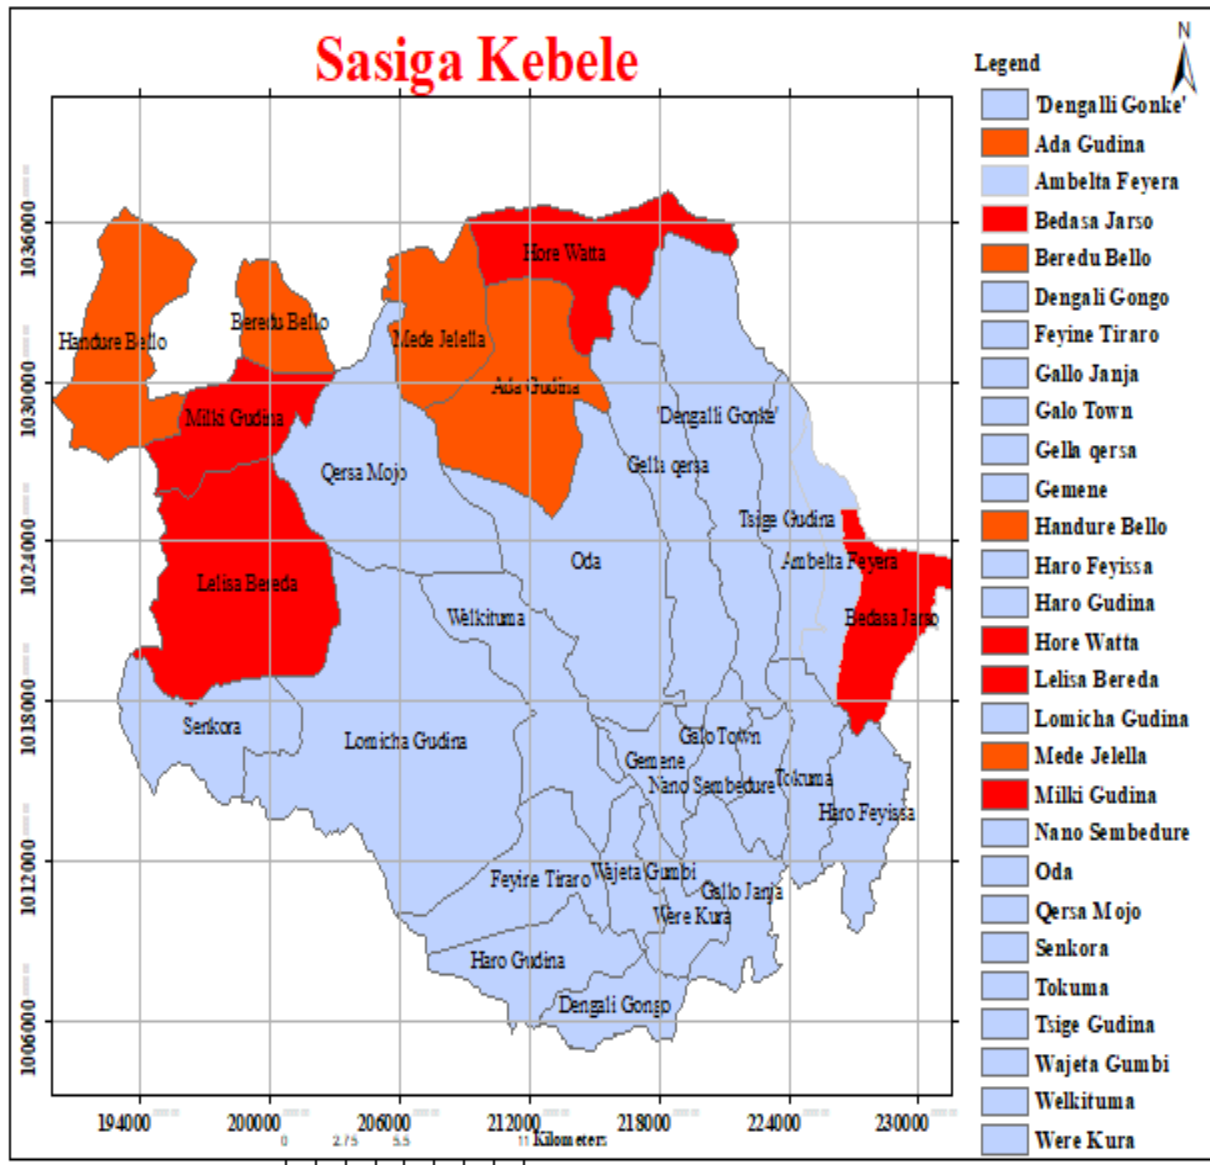 Sasiga Kebele
N
Legend
'Dengalli Gonke'
Ada Gudina
Ambelta Feyera
Bedasa Jarso
Beredu Bello
Dengali Gongo
Feyine Tiraro
Gallo Janja
Galo Town
Gella qersa
Gemene
Handure Bello
Haro Feyissa
Haro Gudina
Hore Watta
Lelisa Bereda
Lomicha Gudina
Mede Jelella
Milki Gudina
Nano Sembedure
Oda
Qersa Mojo
Senkora
Tokuma
Tsige Gudina
Wajeta Gumbi
Welkituma
Were Kura
1036000
1030000
1024000
1018000
1012000
1006000
Hore Watta
Beredu Bello
Handure Bello
Mede Jelella
Ada Gudina
Milki Gudina
'Dengalli Gonke'
Qersa Mojo
Gella qersa
Tsige Gudina
Oda
Ambelta Feyera
Lelisa Bereda
Welkituma
Bedasa Jarso
Senkora
Lomicha Gudina
Galo Town
Gemene
Nano Sembedure
Tokuma
Haro Feyissa
Feyire Tiraro
Wajeta Gumbi
Gallo Janja
Were Kura
Haro Gudina
Dengali Gongo
194000 200000 206000 212000 218000 224000 230000
0 2.75 5.5 11 Kilometers